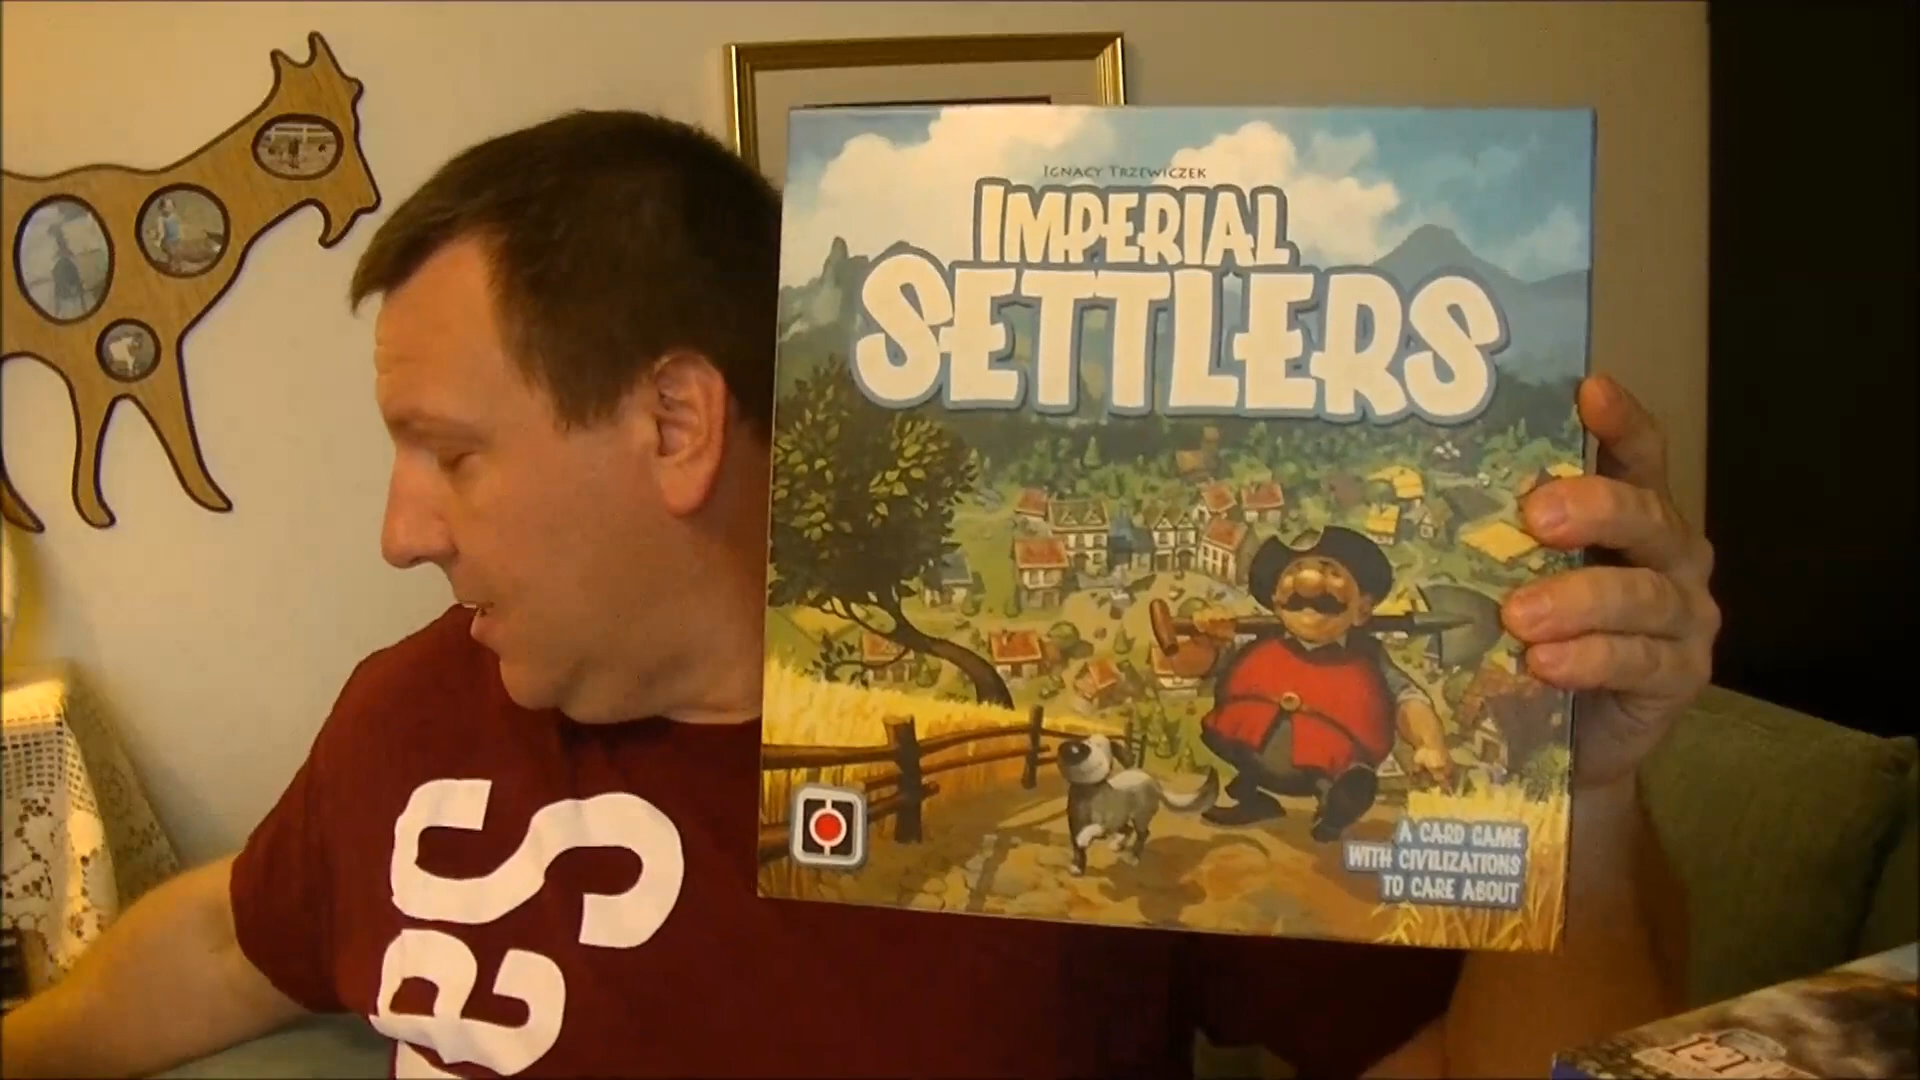 IGNACY TRZEWICZEK
IMPERIAL
SETTLERS
A CARD GAME
WITH CIVILIZATIONS
TO CARE ABOUT